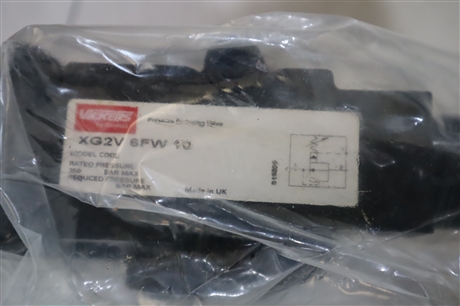 VICKERS
Pressure Reducing Valve
XG2V 6FW 10
MODEL CODE
RATED PRESSURE
350 BAR MAX
REDUCED PRESSURE
BAR MAX
Made in UK